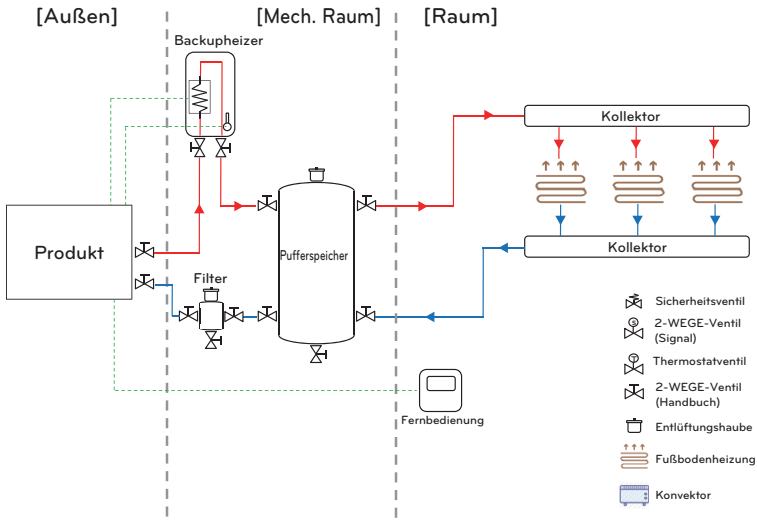 [Außen]
[Mech. Raum]
[Raum]
Backupheizer
Kollektor
Produkt
Pufferspeicher
Kollektor
Filter
Fernbedienung
Sicherheitsventil
S
2-WEGE-Ventil
(Signal)
T
Thermostatventil
2-WEGE-Ventil
(Handbuch)
Entlüftungshaube
Fußbodenheizung
Konvektor